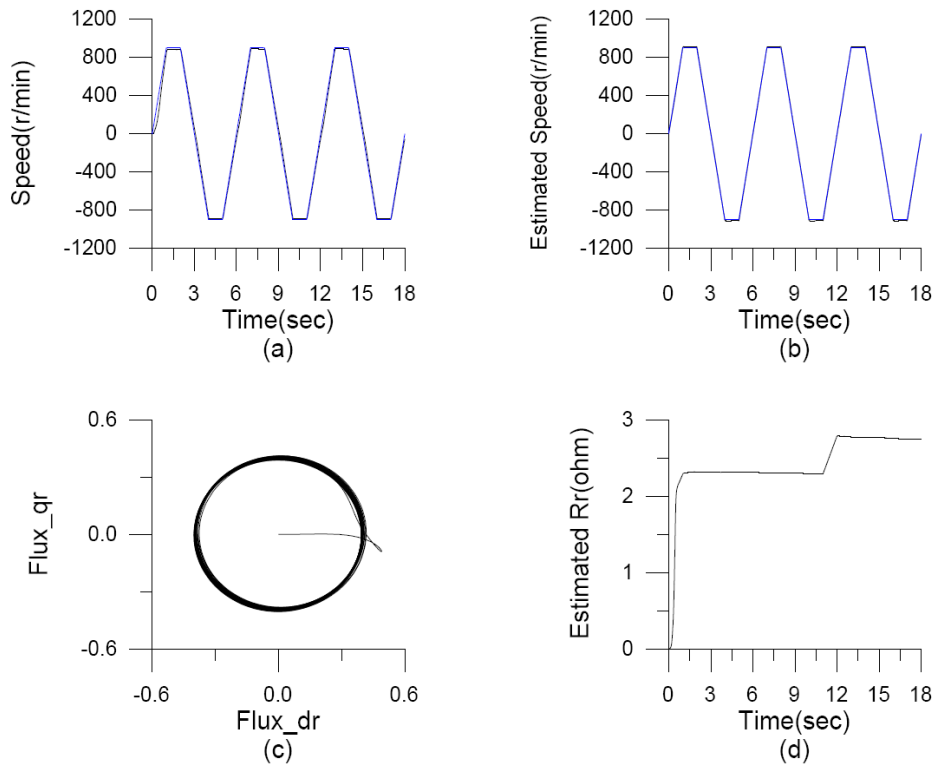 Speed(r/min)
1200
800
400
0
-400
-800
-1200
0 3 6 9 12 15 18
Time(sec)
(a)
Estimated Speed(r/min)
1200
800
400
0
-400
-800
-1200
0 3 6 9 12 15 18
Time(sec)
(b)
Flux_qr
0.6
0.0
-0.6
-0.6 0.0 0.6
Flux_dr
(c)
Estimated Rr(ohm)
3
2
1
0
0 3 6 9 12 15 18
Time(sec)
(d)